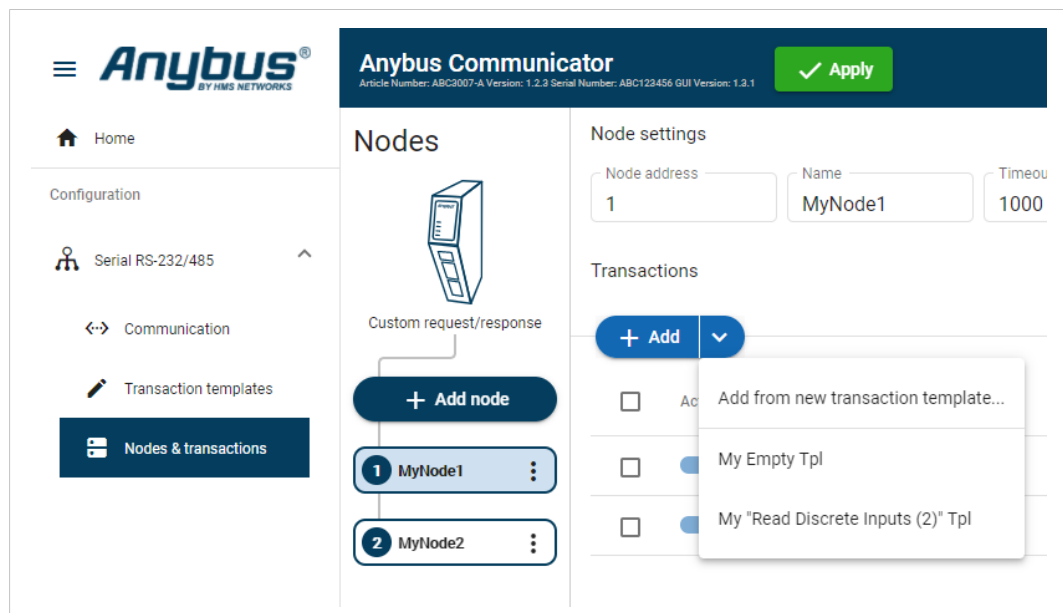 Anybus®
BY HMS NETWORKS
Home
Configuration
Serial RS-232/485
Communication
Transaction templates
Nodes & transactions
Anybus Communicator
Article Number: ABC3007-A Version: 1.2.3 Serial Number: ABC123456 GUI Version: 1.3.1
Apply
Nodes
Custom request/response
Add node
1 MyNode1
2 MyNode2
Node settings
Node address
1
Name
MyNode1
Timeou
1000
Transactions
Add
Ac
Add from new transaction template...
My Empty Tpl
My "Read Discrete Inputs (2)" Tpl